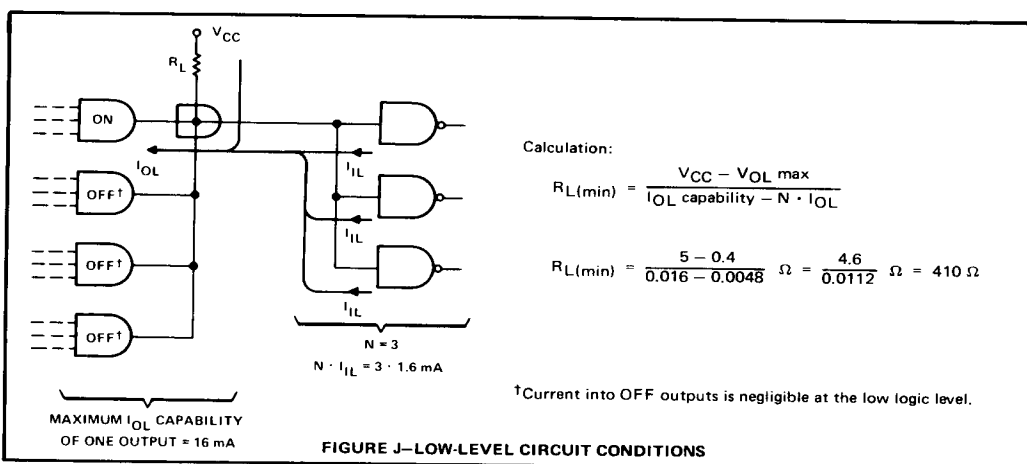 V_CC
R_L
ON
I_OL
I_IL
OFF†
I_IL
OFF†
I_IL
OFF†
N = 3
N · I_IL = 3 · 1.6 mA
MAXIMUM I_OL CAPABILITY
OF ONE OUTPUT = 16 mA
Calculation:
R_L(min) = (V_CC – V_OL max) / (I_OL capability – N · I_OL)
R_L(min) = (5 – 0.4) / (0.016 – 0.0048) Ω = 4.6 / 0.0112 Ω = 410 Ω
†Current into OFF outputs is negligible at the low logic level.
FIGURE J–LOW-LEVEL CIRCUIT CONDITIONS